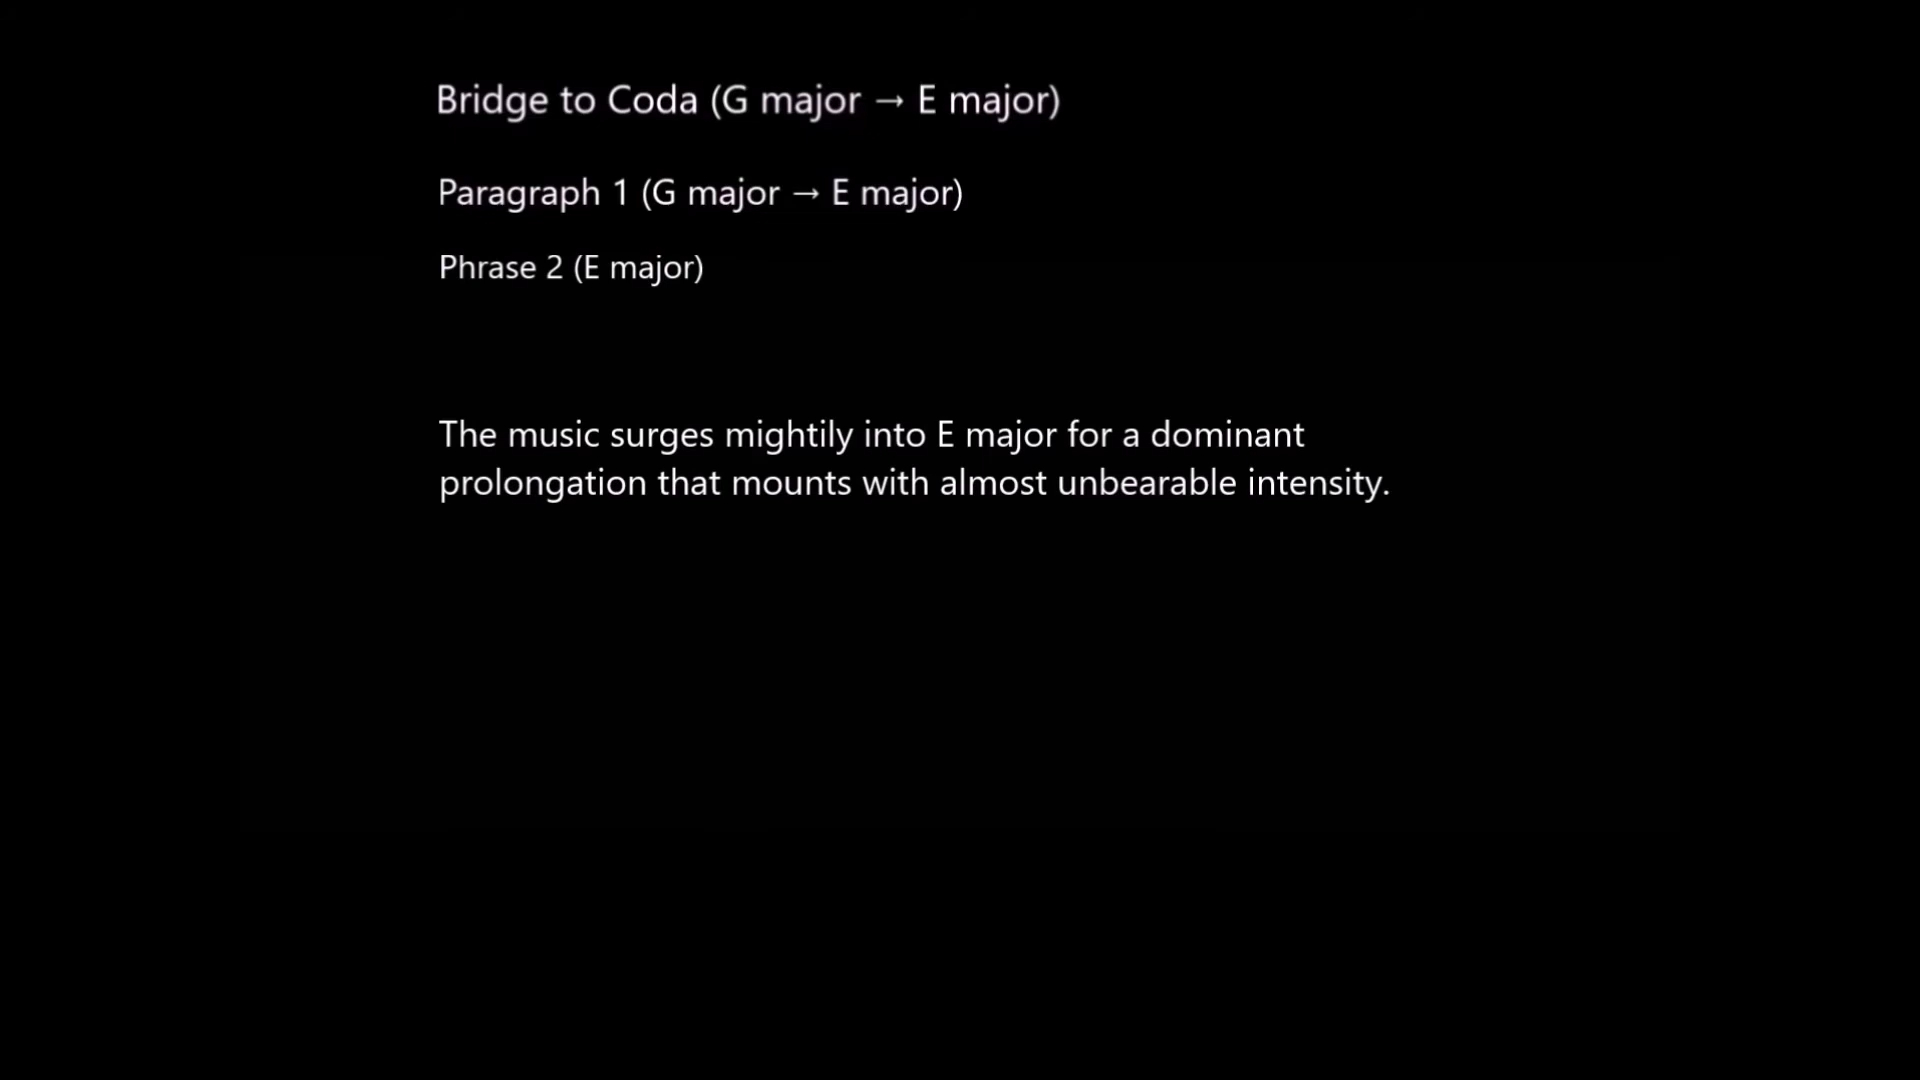 Bridge to Coda (G major → E major)
Paragraph 1 (G major → E major)
Phrase 2 (E major)
The music surges mightily into E major for a dominant
prolongation that mounts with almost unbearable intensity.